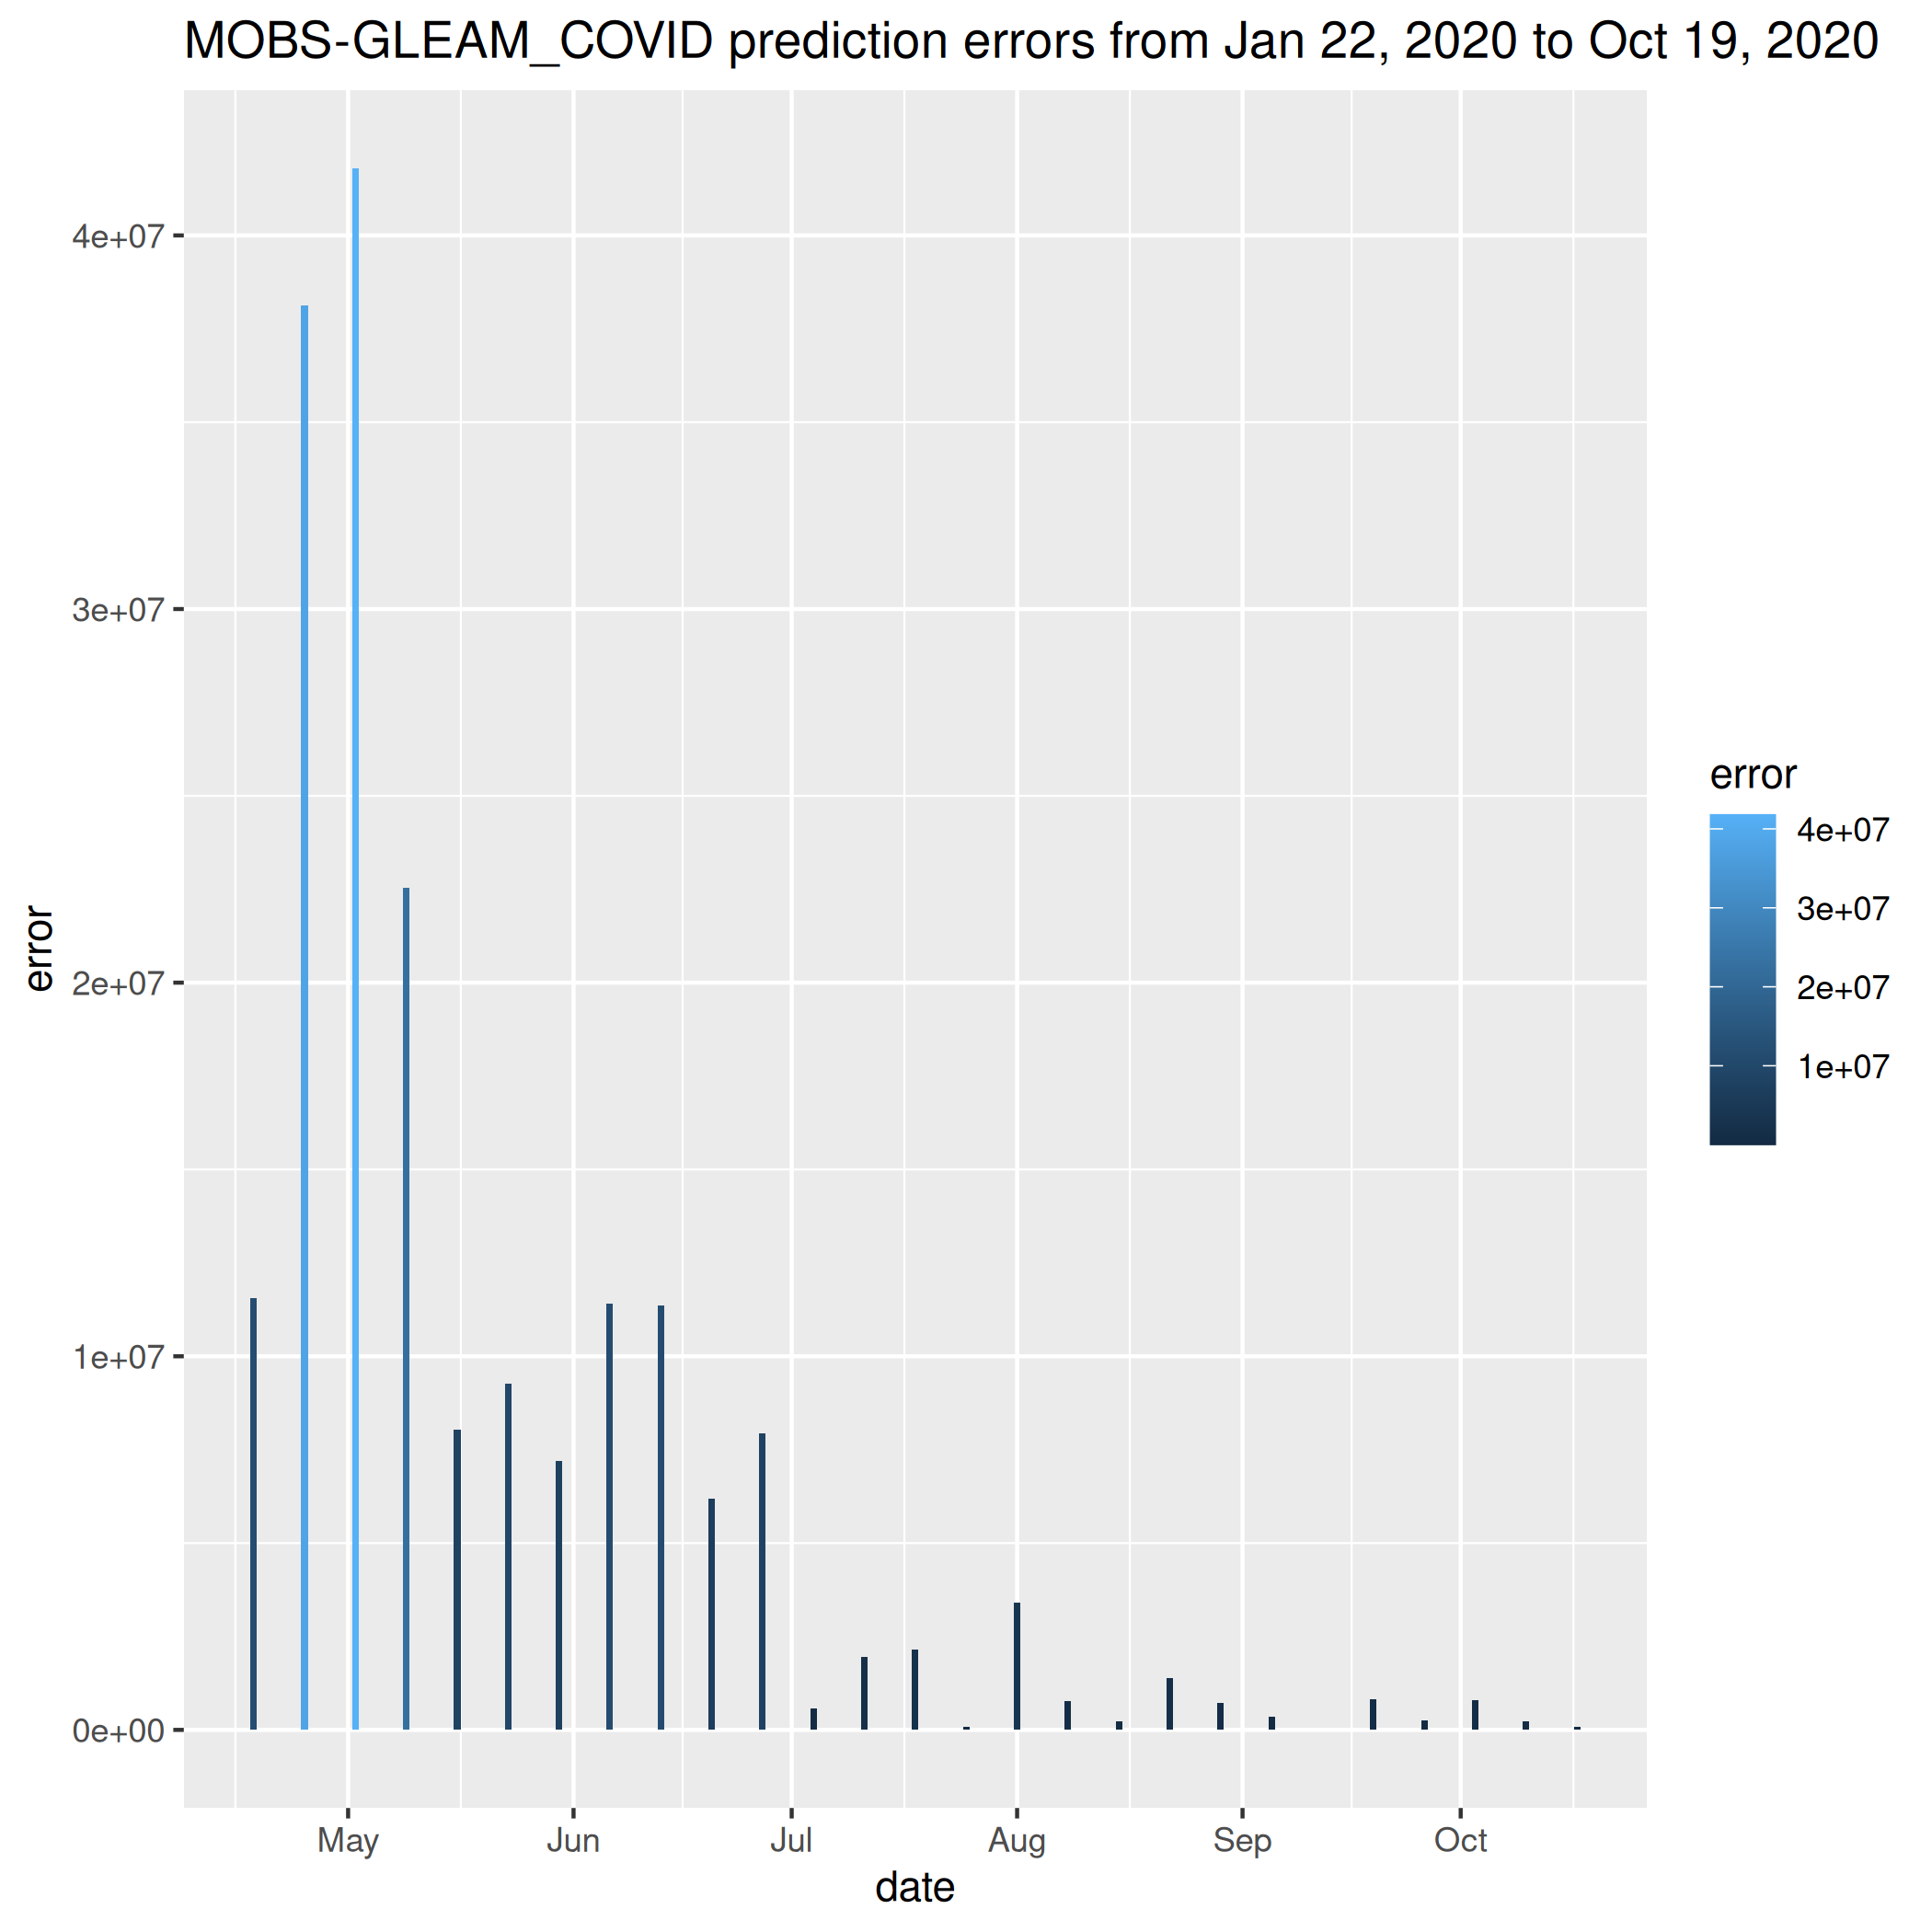 MOBS-GLEAM_COVID prediction errors from Jan 22, 2020 to Oct 19, 2020
error
4e+07
3e+07
2e+07
1e+07
0e+00
May Jun Jul Aug Sep Oct
date
error
4e+07
3e+07
2e+07
1e+07